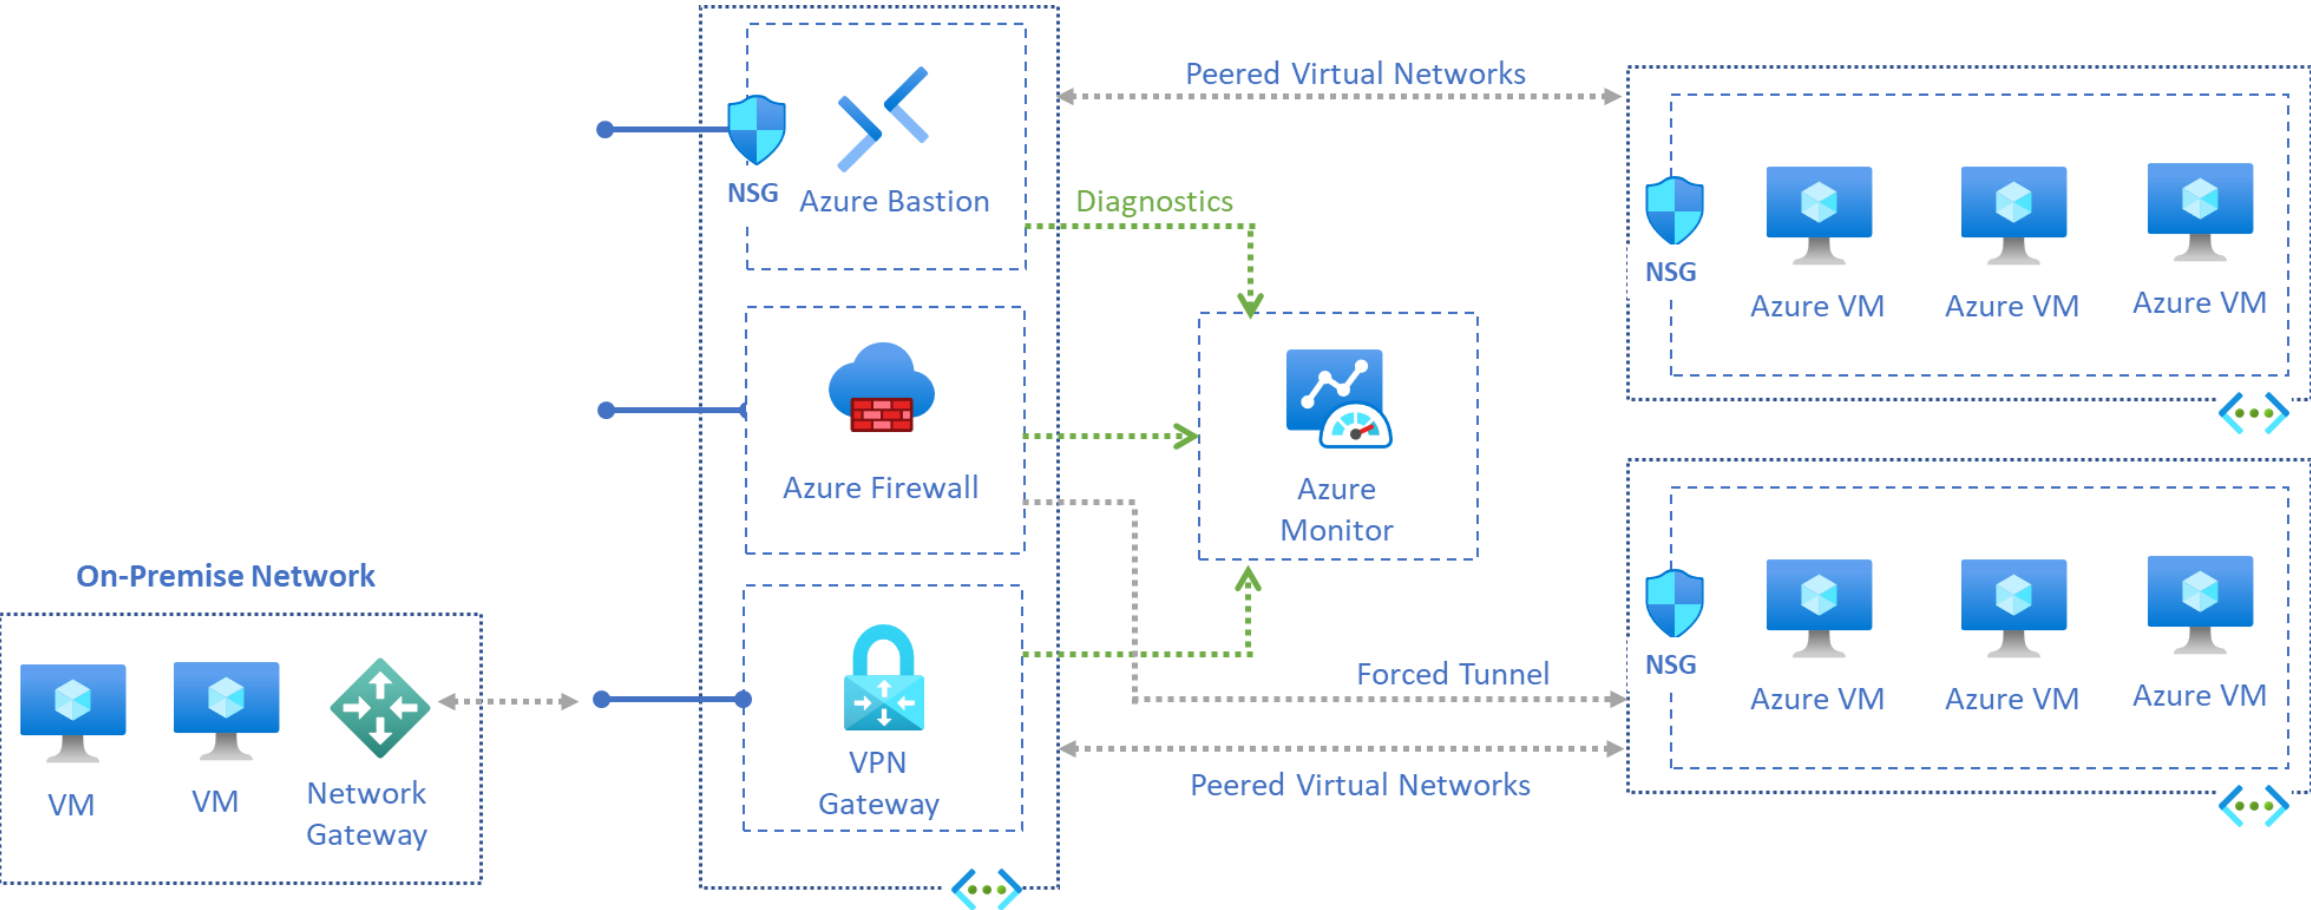 Peered Virtual Networks
NSG
Azure Bastion
Diagnostics
NSG
Azure VM
Azure VM
Azure VM
Azure Firewall
Azure
Monitor
On-Premise Network
VM
VM
Network
Gateway
VPN
Gateway
Forced Tunnel
Peered Virtual Networks
NSG
Azure VM
Azure VM
Azure VM